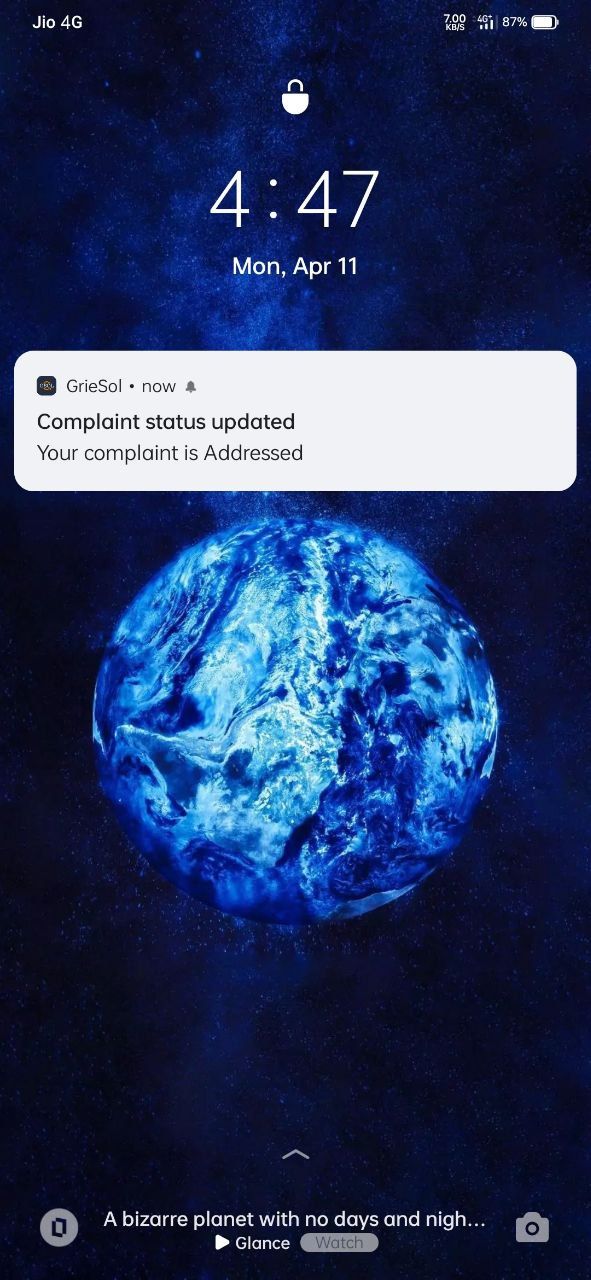 Jio 4G
7.00 KB/S 4G+ 87%
4:47
Mon, Apr 11
GrieSol • now
Complaint status updated
Your complaint is Addressed
A bizarre planet with no days and nigh...
Glance Watch